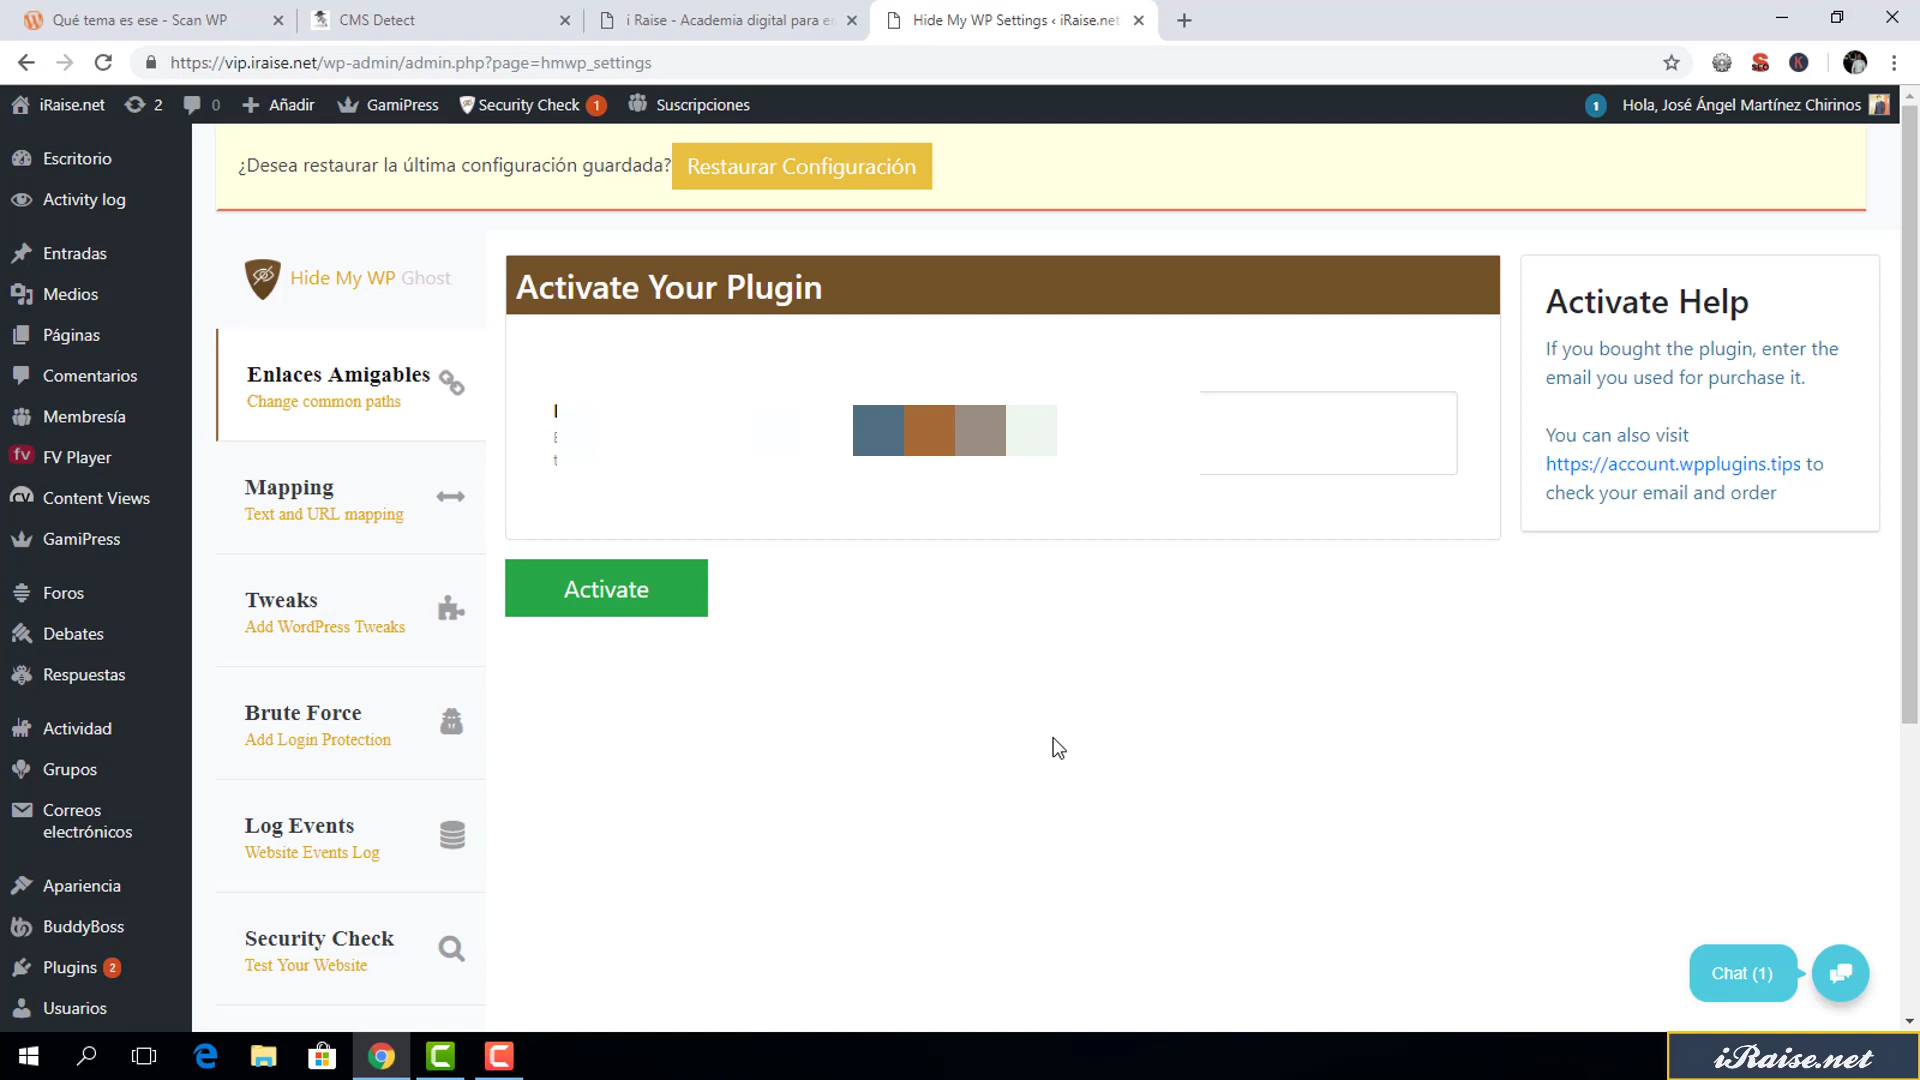 Qué tema es ese - Scan WP
CMS Detect
i Raise - Academia digital para
Hide My WP Settings ‹ iRaise.net
https://vip.iraise.net/wp-admin/admin.php?page=hmwp_settings
iRaise.net
2
0
Añadir
GamiPress
Security Check 1
Suscripciones
1
Hola, José Ángel Martínez Chirinos
¿Desea restaurar la última configuración guardada? Restaurar Configuración
Escritorio
Activity log
Entradas
Medios
Páginas
Comentarios
Membresía
fv FV Player
Content Views
GamiPress
Foros
Debates
Respuestas
Actividad
Grupos
Correos
electrónicos
Apariencia
BuddyBoss
Plugins 2
Usuarios
Hide My WP Ghost
Enlaces Amigables
Change common paths
Mapping
Text and URL mapping
Tweaks
Add WordPress Tweaks
Brute Force
Add Login Protection
Log Events
Website Events Log
Security Check
Test Your Website
Activate Your Plugin
Activate
Activate Help
If you bought the plugin, enter the
email you used for purchase it.
You can also visit
https://account.wpplugins.tips to
check your email and order
Chat (1)
iRaise.net